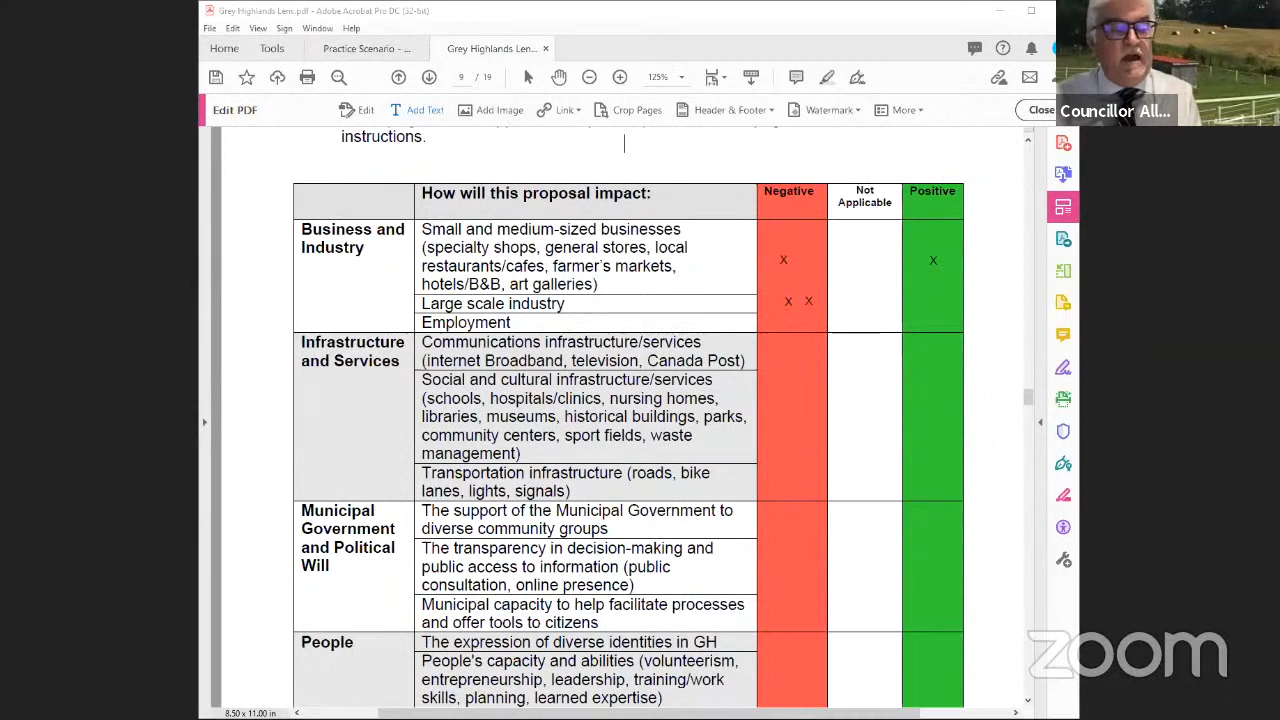 Grey Highlands Lens.pdf - Adobe Acrobat Pro DC (32-bit)
File Edit View Sign Window Help
Home Tools Practice Scenario - ... Grey Highlands Len... ×
9 / 19 125%
Edit PDF Edit Add Text Add Image Link Crop Pages Header & Footer Watermark More Close
Councillor All...
instructions.
How will this proposal impact: Negative Not Applicable Positive
Business and Industry
Small and medium-sized businesses
(specialty shops, general stores, local
restaurants/cafes, farmer's markets,
hotels/B&B, art galleries)
X X
Large scale industry
X X
Employment
Infrastructure and Services
Communications infrastructure/services
(internet Broadband, television, Canada Post)
Social and cultural infrastructure/services
(schools, hospitals/clinics, nursing homes,
libraries, museums, historical buildings, parks,
community centers, sport fields, waste
management)
Transportation infrastructure (roads, bike
lanes, lights, signals)
Municipal Government and Political Will
The support of the Municipal Government to
diverse community groups
The transparency in decision-making and
public access to information (public
consultation, online presence)
Municipal capacity to help facilitate processes
and offer tools to citizens
People
The expression of diverse identities in GH
People's capacity and abilities (volunteerism,
entrepreneurship, leadership, training/work
skills, planning, learned expertise)
8.50 x 11.00 in
zoom